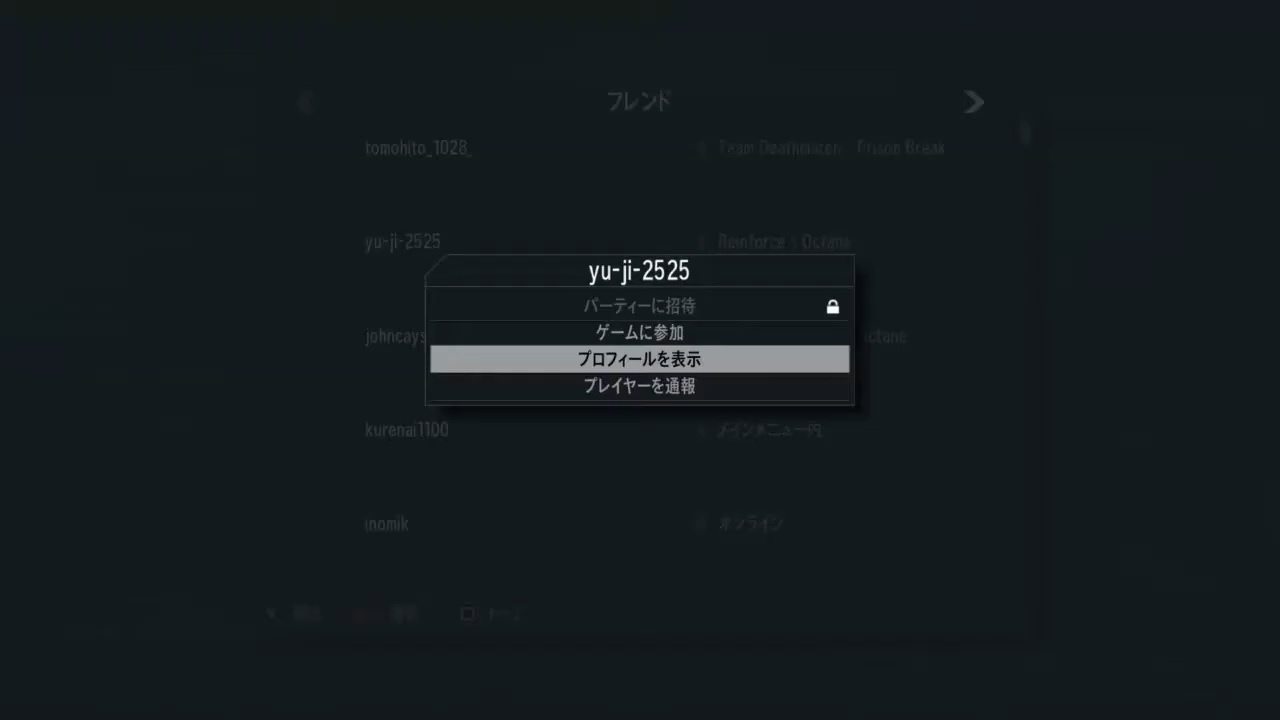 フレンド
tomohito_1028_
Team Deathmatch - Prison Break
yu-ji-2525
Reinforce - Octane
yu-ji-2525
パーティーに招待
ゲームに参加
johncays
ctane
プロフィールを表示
プレイヤーを通報
kurenai1100
メインメニュー内
inomik
オンライン